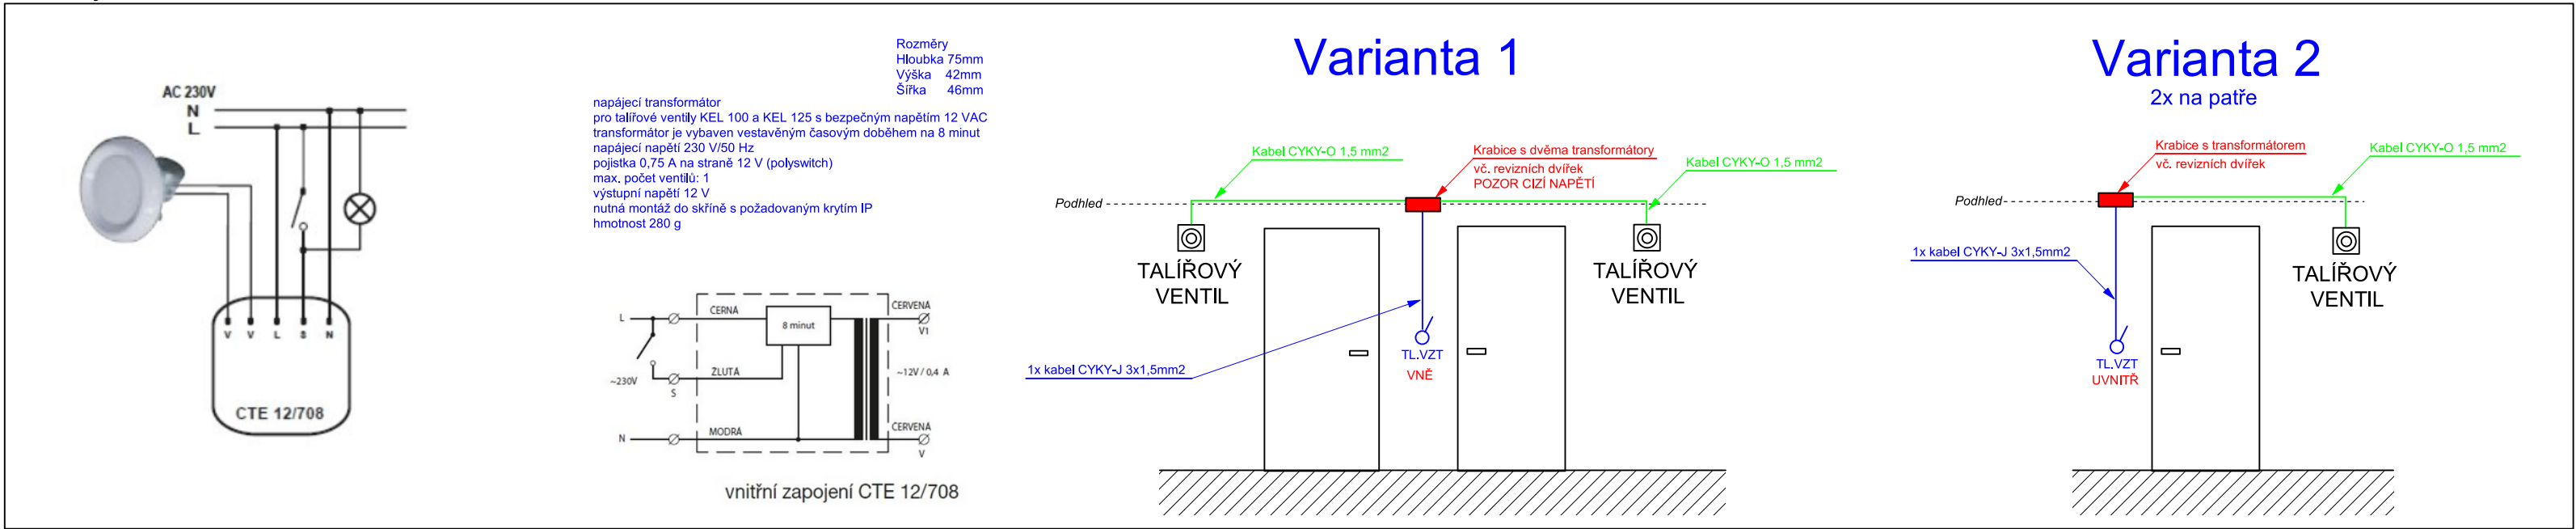 AC 230V
N
L
V V L S N
CTE 12/708
Rozměry
Hloubka 75mm
Výška 42mm
Šířka 46mm
napájecí transformátor
pro talířové ventily KEL 100 a KEL 125 s bezpečným napětím 12 VAC
transformátor je vybaven vestavěným časovým doběhem na 8 minut
napájecí napětí 230 V/50 Hz
pojistka 0,75 A na straně 12 V (polyswitch)
max. počet ventilů: 1
výstupní napětí 12 V
nutná montáž do skříně s požadovaným krytím IP
hmotnost 280 g
L
ČERNÁ
8 minut
ČERVENÁ
V1
~230V
ŽLUTÁ
S
~12V / 0,4 A
N
MODRÁ
ČERVENÁ
V
vnitřní zapojení CTE 12/708
Varianta 1
Kabel CYKY-O 1,5 mm2
Krabice s dvěma transformátory
vč. revizních dvířek
POZOR CIZÍ NAPĚTÍ
Kabel CYKY-O 1,5 mm2
Podhled
TALÍŘOVÝ
VENTIL
TALÍŘOVÝ
VENTIL
1x kabel CYKY-J 3x1,5mm2
TL.VZT
VNĚ
Varianta 2
2x na patře
Krabice s transformátorem
vč. revizních dvířek
Kabel CYKY-O 1,5 mm2
Podhled
1x kabel CYKY-J 3x1,5mm2
TALÍŘOVÝ
VENTIL
TL.VZT
UVNITŘ